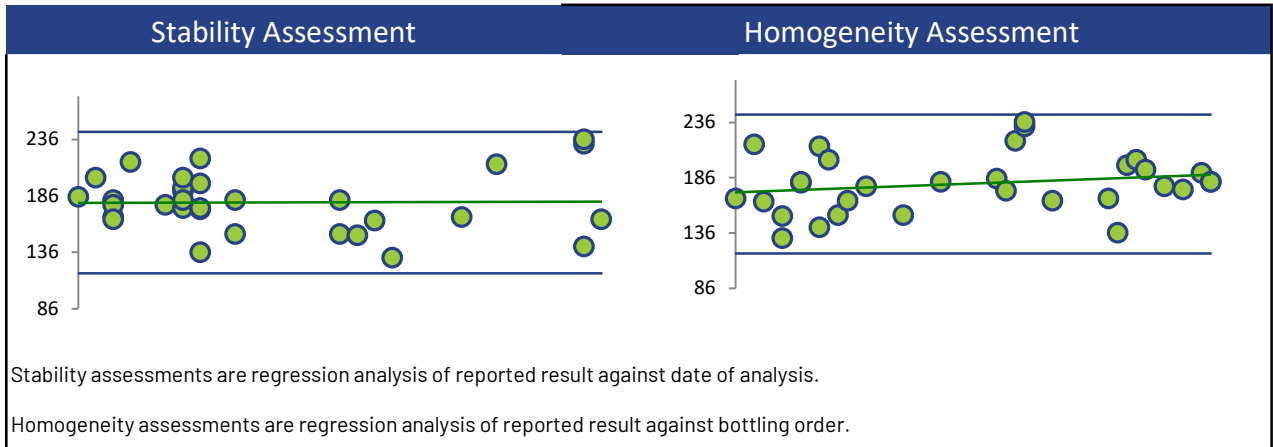 Stability Assessment
Homogeneity Assessment
236
186
136
86
236
186
136
86
Stability assessments are regression analysis of reported result against date of analysis.
Homogeneity assessments are regression analysis of reported result against bottling order.